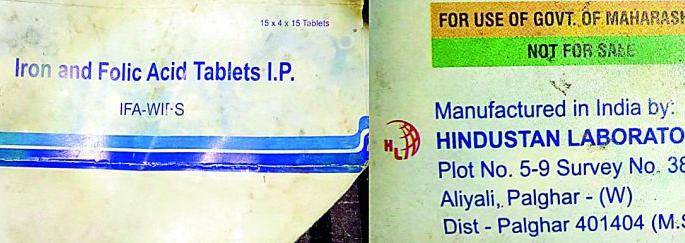 15 x 4 x 15 Tablets
Iron and Folic Acid Tablets I.P.
IFA-WIFS
FOR USE OF GOVT. OF MAHARASH
NOT FOR SALE
Manufactured in India by:
HLL
HINDUSTAN LABORATO
Plot No. 5-9 Survey No. 38
Aliyali, Palghar - (W)
Dist - Palghar 401404 (M.S